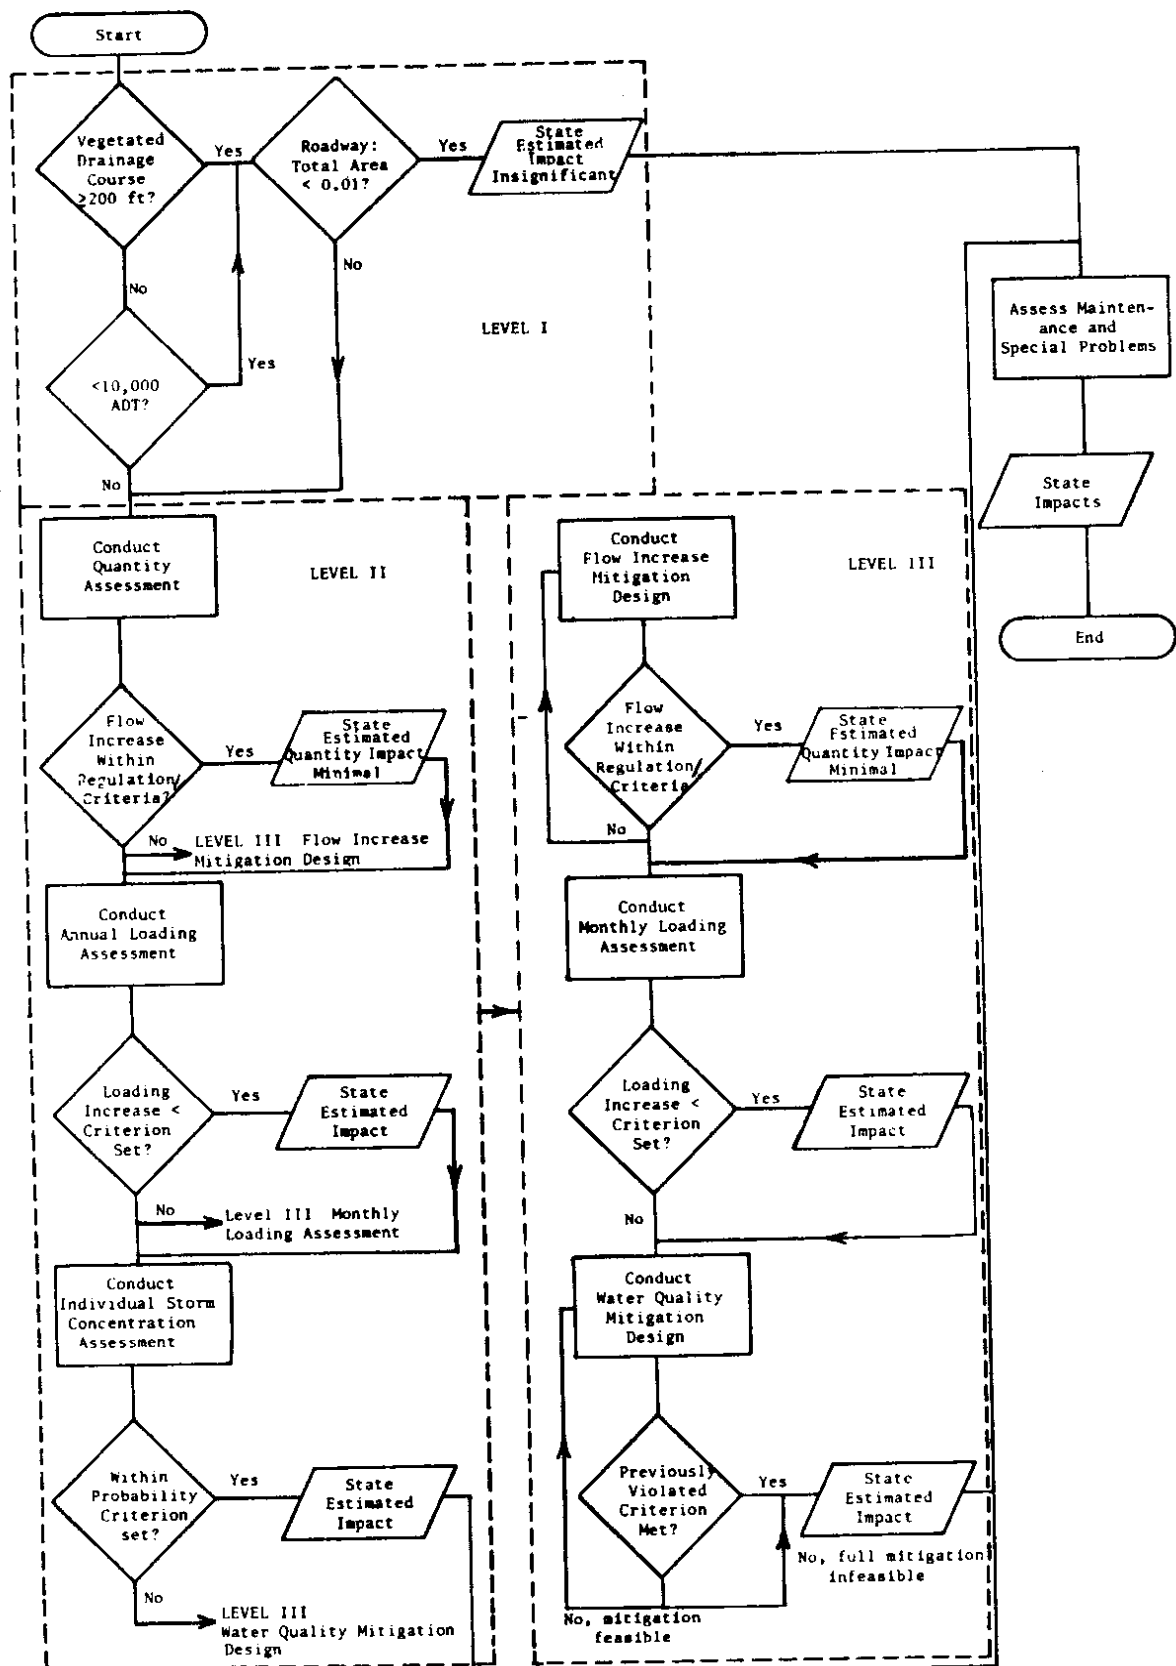 Start
Vegetated
Drainage
Course
≥200 ft?
Yes
Roadway:
Total Area
< 0.01?
Yes
State
Estimated
Impact
Insignificant
No
No
LEVEL I
<10,000
ADT?
Yes
No
Assess Mainten-
ance and
Special Problems
State
Impacts
End
Conduct
Quantity
Assessment
LEVEL II
Flow
Increase
Within
Regulation/
Criteria?
Yes
State
Estimated
Quantity Impact
Minimal
No
LEVEL III Flow Increase
Mitigation Design
Conduct
Annual Loading
Assessment
Loading
Increase <
Criterion
Set?
Yes
State
Estimated
Impact
No
Level III Monthly
Loading Assessment
Conduct
Individual Storm
Concentration
Assessment
Within
Probability
Criterion
set?
Yes
State
Estimated
Impact
No
LEVEL III
Water Quality Mitigation
Design
Conduct
Flow Increase
Mitigation
Design
LEVEL III
Flow
Increase
Within
Regulation/
Criteria
Yes
State
Estimated
Quantity Impact
Minimal
No
Conduct
Monthly Loading
Assessment
Loading
Increase <
Criterion
Set?
Yes
State
Estimated
Impact
No
Conduct
Water Quality
Mitigation
Design
Previously
Violated
Criterion
Met?
Yes
State
Estimated
Impact
No, full mitigation
infeasible
No, mitigation
feasible